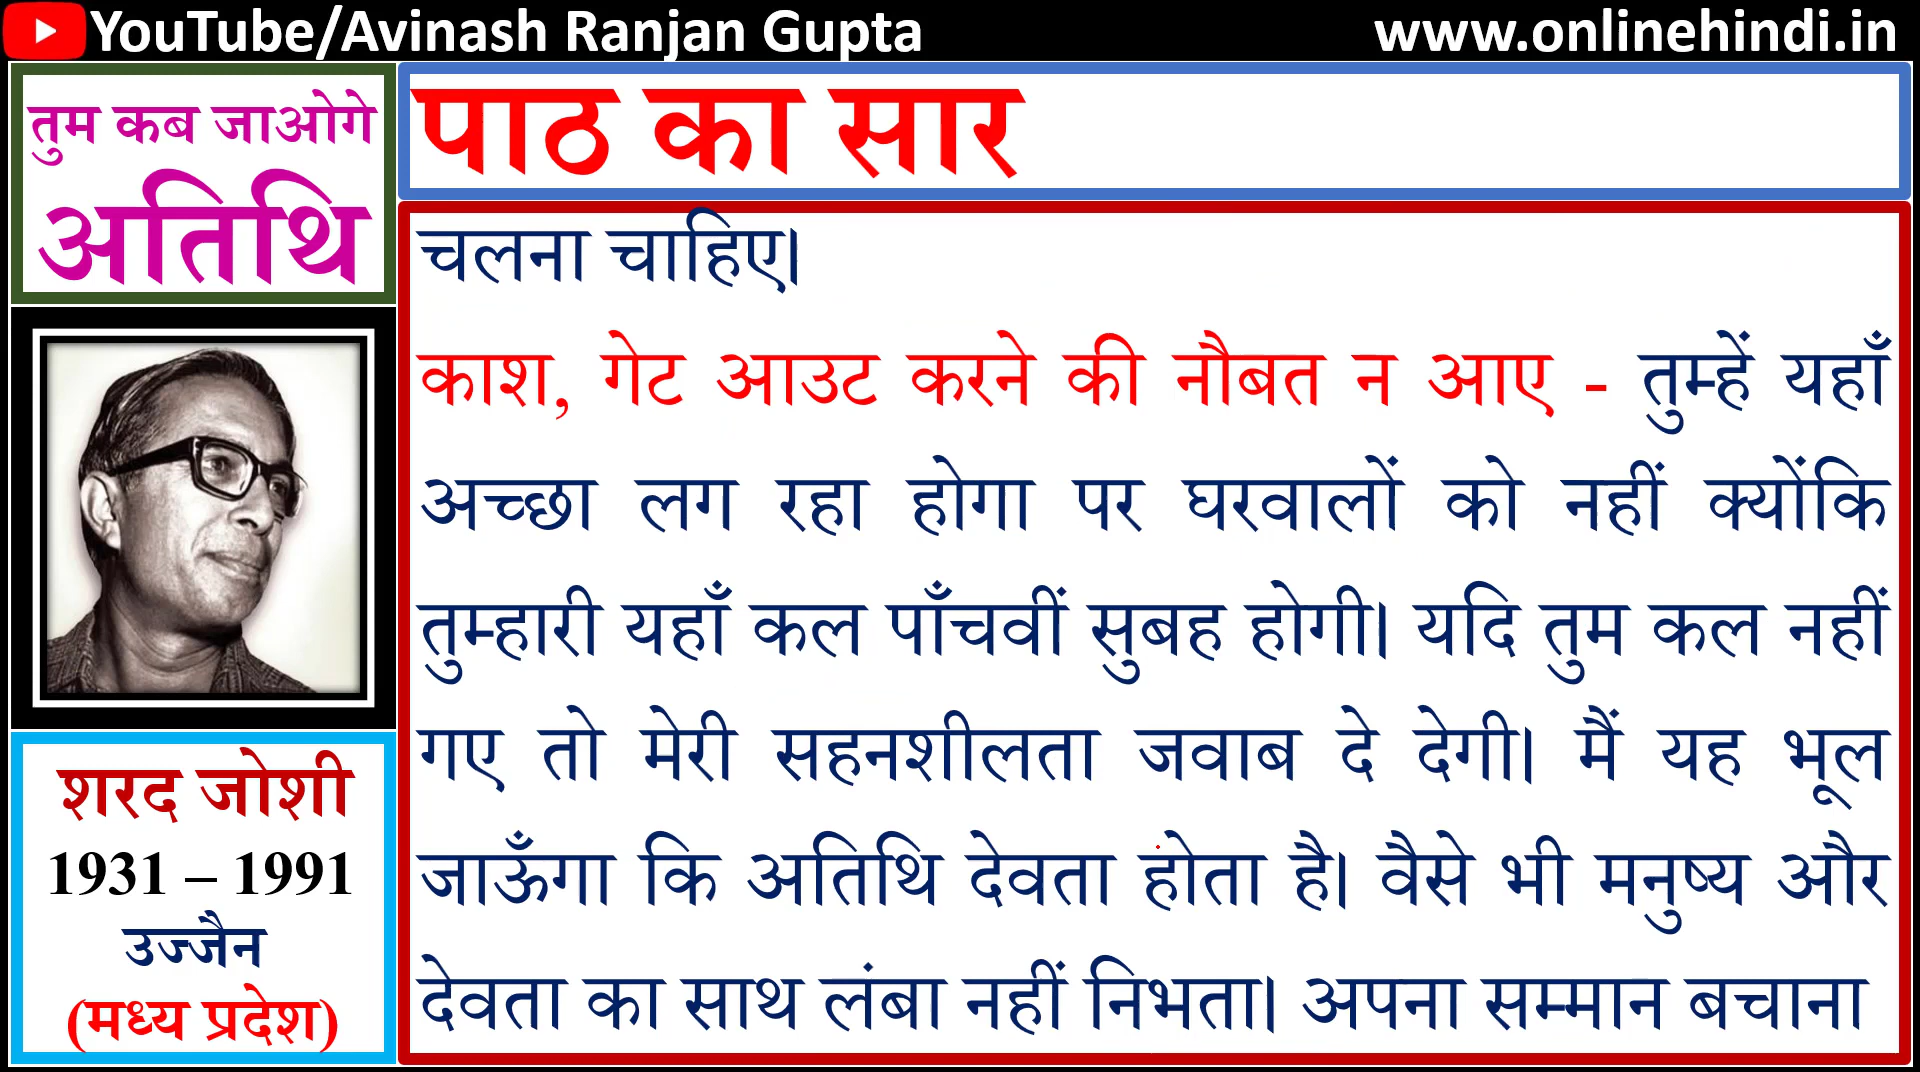 YouTube/Avinash Ranjan Gupta
www.onlinehindi.in
तुम कब जाओगे
अतिथि
पाठ का सार
चलना चाहिए।
काश, गेट आउट करने की नौबत न आए - तुम्हें यहाँ
अच्छा लग रहा होगा पर घरवालों को नहीं क्योंकि
तुम्हारी यहाँ कल पाँचवीं सुबह होगी। यदि तुम कल नहीं
गए तो मेरी सहनशीलता जवाब दे देगी। मैं यह भूल
जाऊँगा कि अतिथि देवता होता है। वैसे भी मनुष्य और
देवता का साथ लंबा नहीं निभता। अपना सम्मान बचाना
शरद जोशी
1931 – 1991
उज्जैन
(मध्य प्रदेश)